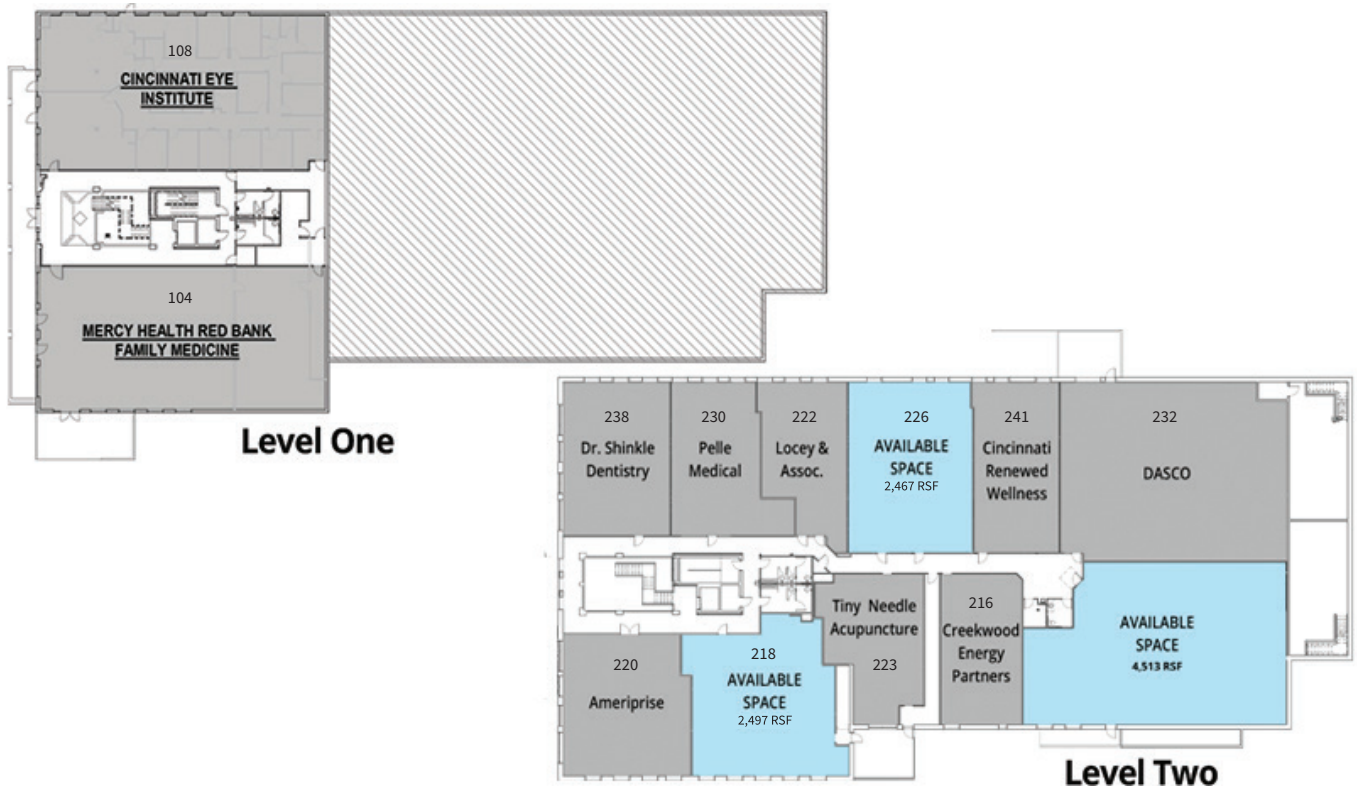 108
CINCINNATI EYE
INSTITUTE
104
MERCY HEALTH RED BANK
FAMILY MEDICINE
Level One
238
Dr. Shinkle
Dentistry
230
Pelle
Medical
222
Locey &
Assoc.
226
AVAILABLE
SPACE
2,467 RSF
241
Cincinnati
Renewed
Wellness
232
DASCO
220
Ameriprise
218
AVAILABLE
SPACE
2,497 RSF
Tiny Needle
Acupuncture
223
216
Creekwood
Energy
Partners
AVAILABLE
SPACE
4,513 RSF
Level Two